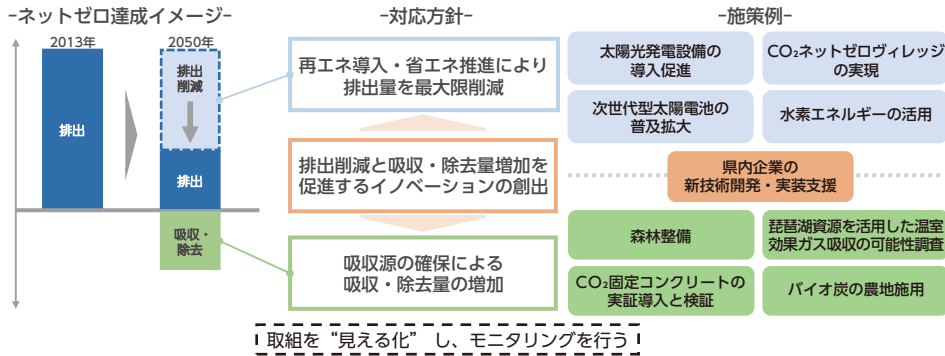 -ネットゼロ達成イメージ-
2013年
2050年
排出
排出
削減
排出
吸収・
除去
-対応方針-
再エネ導入・省エネ推進により
排出量を最大限削減
排出削減と吸収・除去量増加を
促進するイノベーションの創出
吸収源の確保による
吸収・除去量の増加
-施策例-
太陽光発電設備の
導入促進
CO₂ネットゼロヴィレッジ
の実現
次世代型太陽電池の
普及拡大
水素エネルギーの活用
県内企業の
新技術開発・実装支援
森林整備
琵琶湖資源を活用した温室
効果ガス吸収の可能性調査
CO₂固定コンクリートの
実証導入と検証
バイオ炭の農地施用
取組を“見える化”し、モニタリングを行う